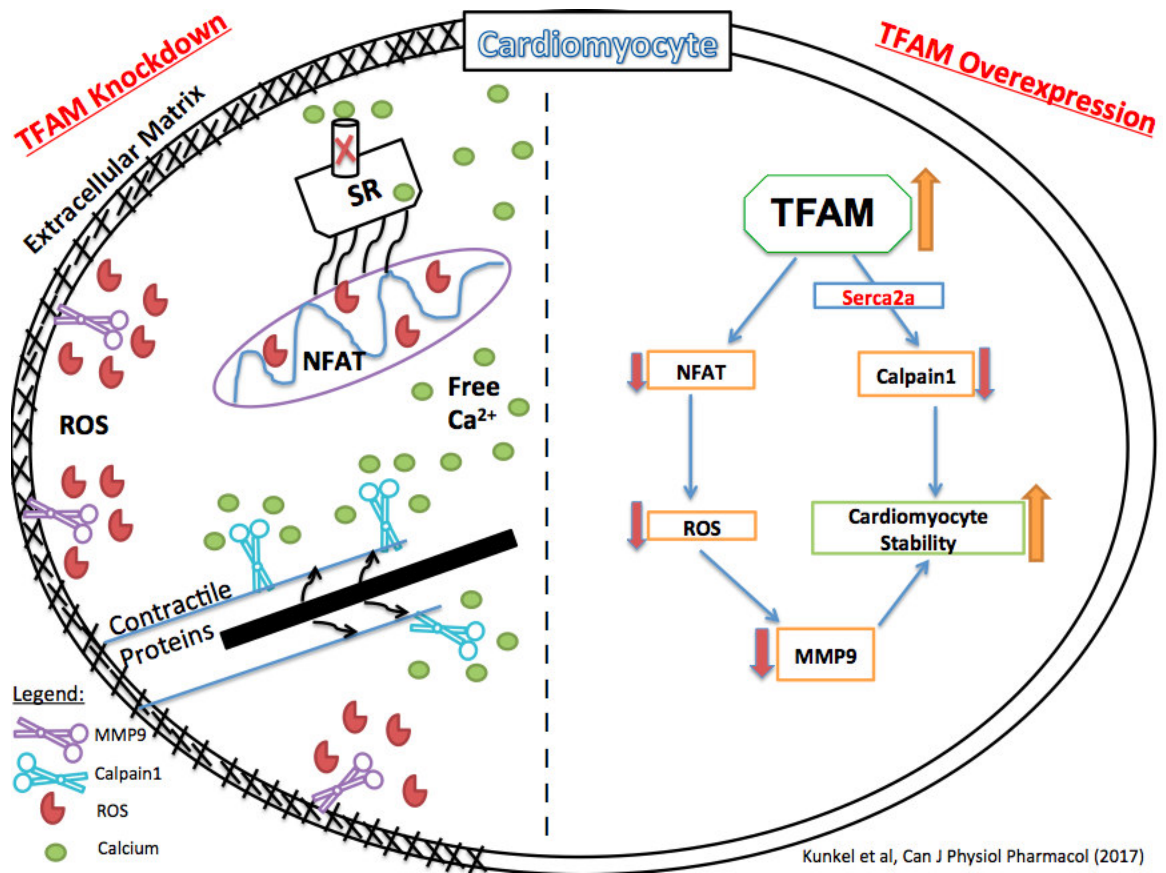 Cardiomyocyte
TFAM Knockdown
Extracellular Matrix
TFAM Overexpression
SR
NFAT
ROS
Free
Ca²⁺
Contractile
Proteins
Legend:
MMP9
Calpain1
ROS
Calcium
TFAM
Serca2a
NFAT
Calpain1
ROS
Cardiomyocyte
Stability
MMP9
Kunkel et al, Can J Physiol Pharmacol (2017)